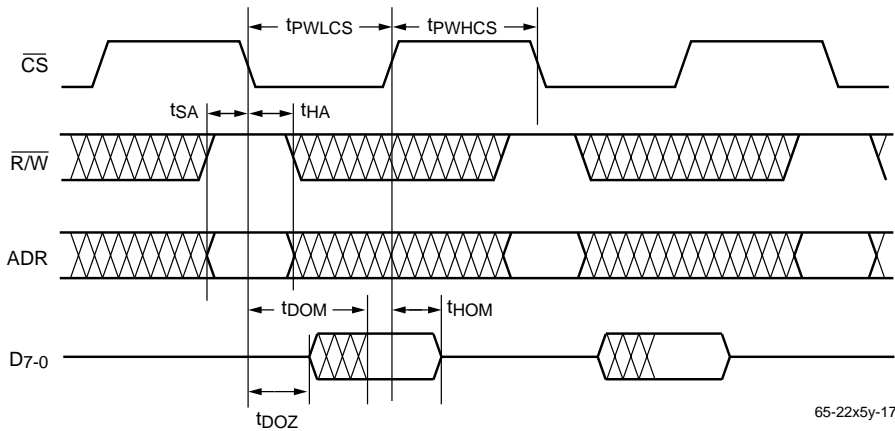 tPWLCS tPWHCS
CS
tSA tHA
R/W
ADR
tDOM tHOM
D7-0
tDOZ
65-22x5y-17